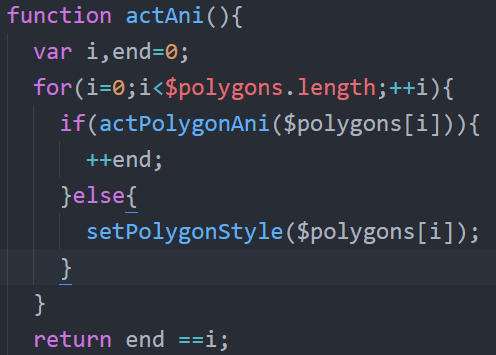 function actAni(){
var i,end=0;
for(i=0;i<$polygons.length;++i){
if(actPolygonAni($polygons[i])){
++end;
}else{
setPolygonStyle($polygons[i]);
}
}
return end ==i;